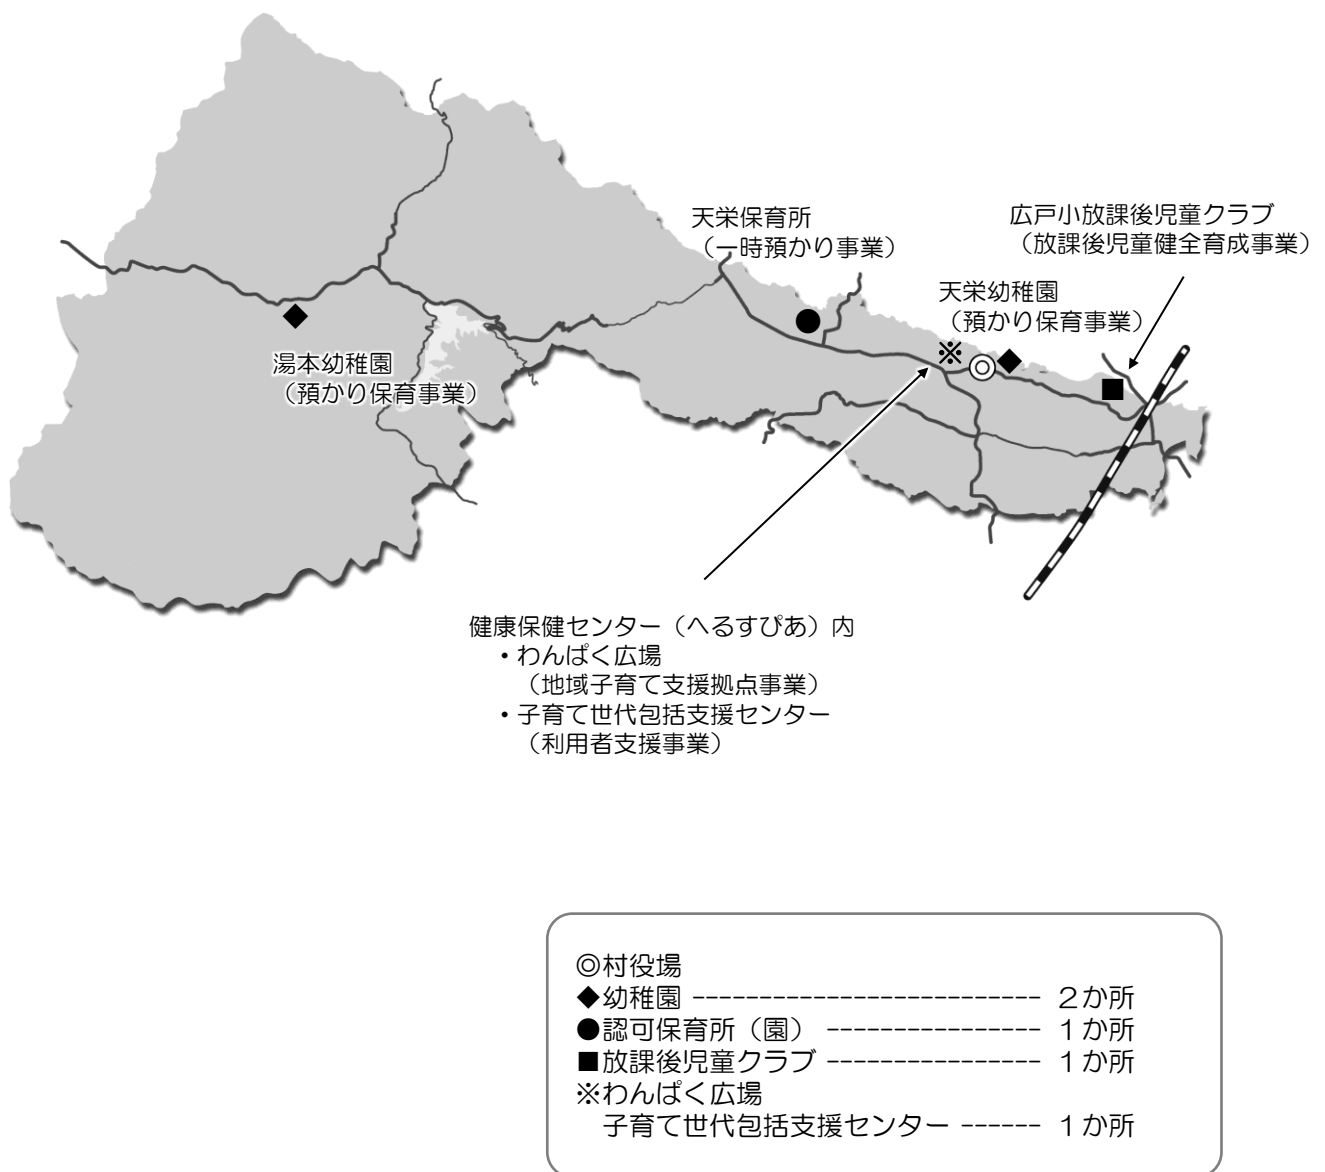 天栄保育所
（一時預かり事業）
広戸小放課後児童クラブ
（放課後児童健全育成事業）
天栄幼稚園
（預かり保育事業）
※
湯本幼稚園
（預かり保育事業）
健康保健センター（へるすぴあ）内
・わんぱく広場
（地域子育て支援拠点事業）
・子育て世代包括支援センター
（利用者支援事業）
◎村役場
◆幼稚園 -------------------------- ２か所
●認可保育所（園） ---------------- １か所
■放課後児童クラブ ---------------- １か所
※わんぱく広場
子育て世代包括支援センター ------ １か所